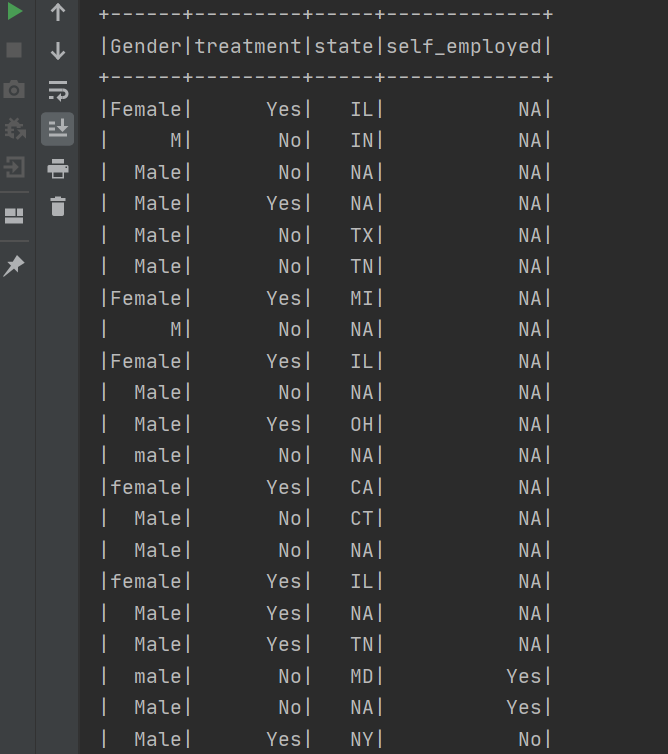 +------+---------+-----+-------------+
|Gender|treatment|state|self_employed|
+------+---------+-----+-------------+
|Female|      Yes|   IL|           NA|
|     M|       No|   IN|           NA|
|  Male|       No|   NA|           NA|
|  Male|      Yes|   NA|           NA|
|  Male|       No|   TX|           NA|
|  Male|       No|   TN|           NA|
|Female|      Yes|   MI|           NA|
|     M|       No|   NA|           NA|
|Female|      Yes|   IL|           NA|
|  Male|       No|   NA|           NA|
|  Male|      Yes|   OH|           NA|
|  male|       No|   NA|           NA|
|female|      Yes|   CA|           NA|
|  Male|       No|   CT|           NA|
|  Male|       No|   NA|           NA|
|female|      Yes|   IL|           NA|
|  Male|      Yes|   NA|           NA|
|  Male|      Yes|   TN|           NA|
|  male|       No|   MD|          Yes|
|  Male|       No|   NA|          Yes|
|  Male|      Yes|   NY|           No|